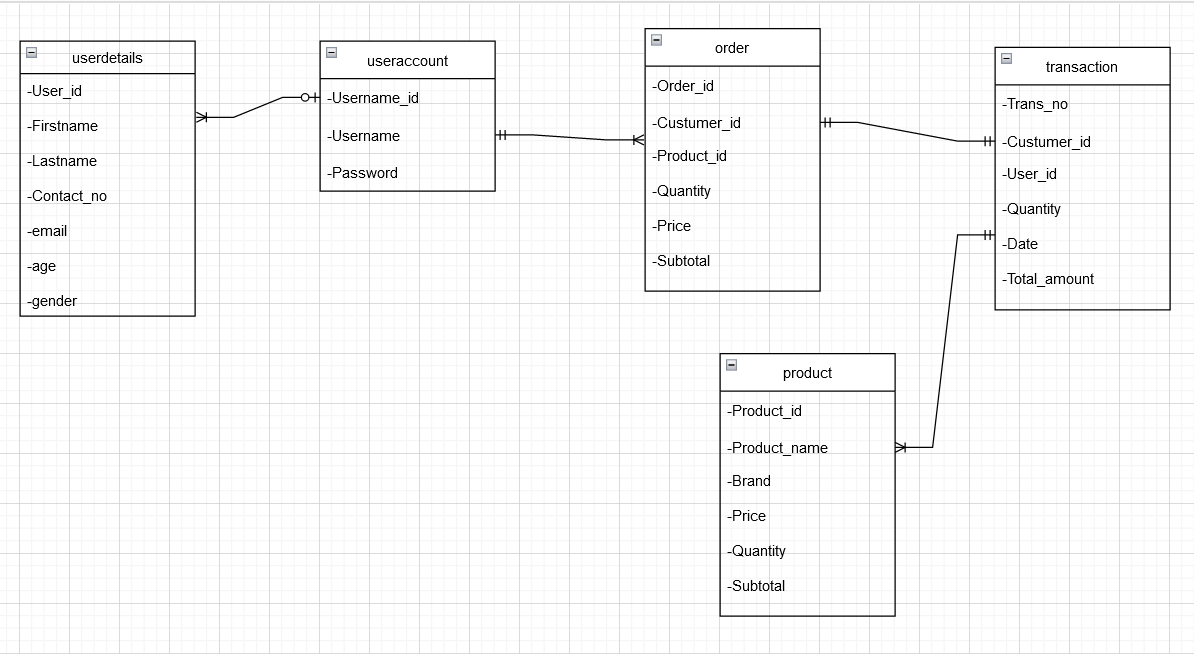 userdetails
-User_id
-Firstname
-Lastname
-Contact_no
-email
-age
-gender
useraccount
-Username_id
-Username
-Password
order
-Order_id
-Custumer_id
-Product_id
-Quantity
-Price
-Subtotal
transaction
-Trans_no
-Custumer_id
-User_id
-Quantity
-Date
-Total_amount
product
-Product_id
-Product_name
-Brand
-Price
-Quantity
-Subtotal